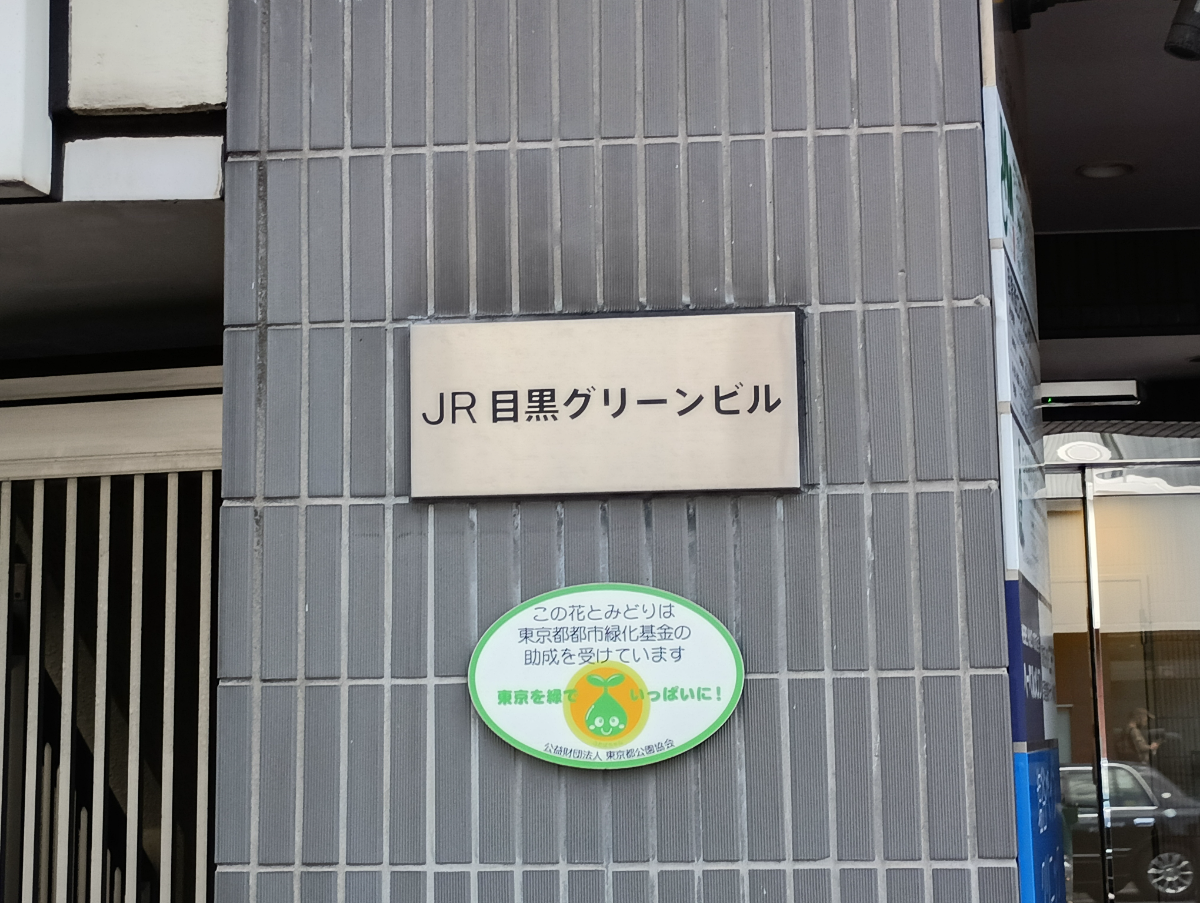 JR 目黒グリーンビル
この花とみどりは
東京都都市緑化基金の
助成を受けています
東京を緑で いっぱいに!
公益財団法人 東京都公園協会